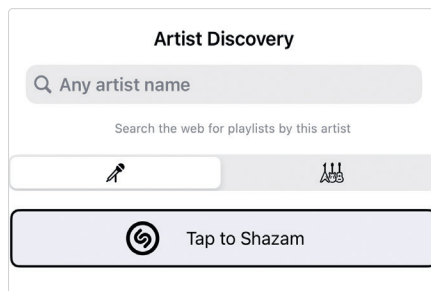 Artist Discovery
Any artist name
Search the web for playlists by this artist
Tap to Shazam